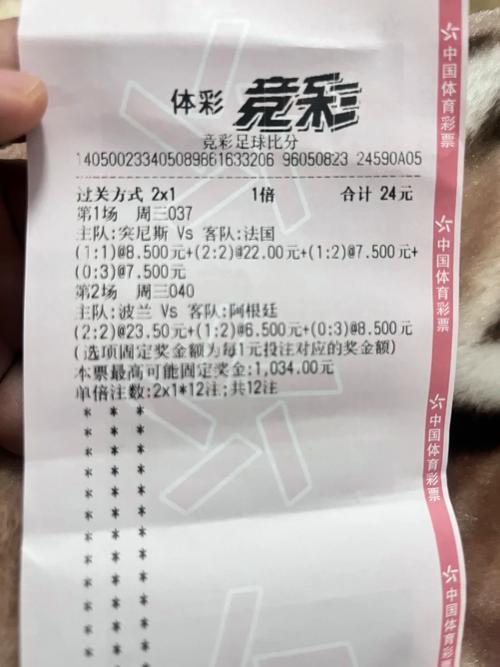 体彩 竞彩
竞彩足球比分
140500233405089861633206 96050823 24590A05
过关方式 2x1 1倍 合计 24元
第1场 周三037
主队:突尼斯 Vs 客队:法国
(1:1)@8.500元+(2:2)@22.00元+(1:2)@7.500元+
(0:3)@7.500元
第2场 周三040
主队:波兰 Vs 客队:阿根廷
(2:2)@23.50元+(1:2)@6.500元+(0:3)@8.500元
(选项固定奖金额为每1元投注对应的奖金额)
本票最高可能固定奖金:1,034.00元
单倍注数:2x1*12注;共12注
* * *
* * *
* * *
* * *
* * *
* * *
* * *
* * *
* * *
* * *
* * *
* * *
中国体育彩票
中国体育彩票
中国体育彩票
中国体育彩票